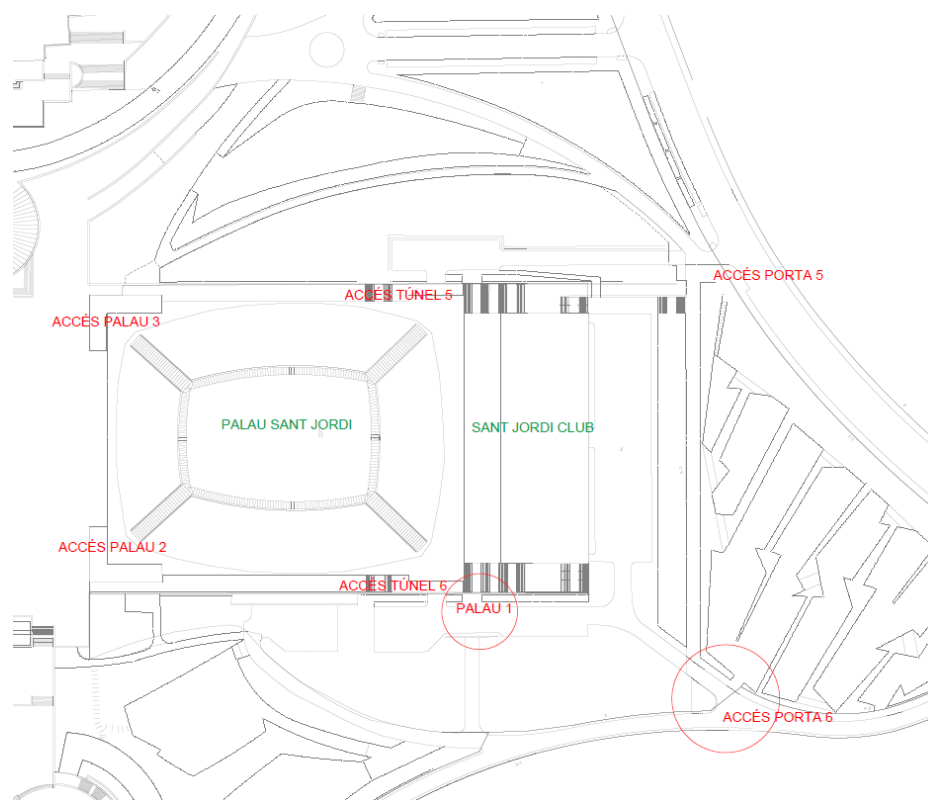 ACCÉS PORTA 5
ACCÉS TÚNEL 5
ACCÉS PALAU 3
PALAU SANT JORDI
SANT JORDI CLUB
ACCÉS PALAU 2
ACCÉS TÚNEL 6
PALAU 1
ACCÉS PORTA 6